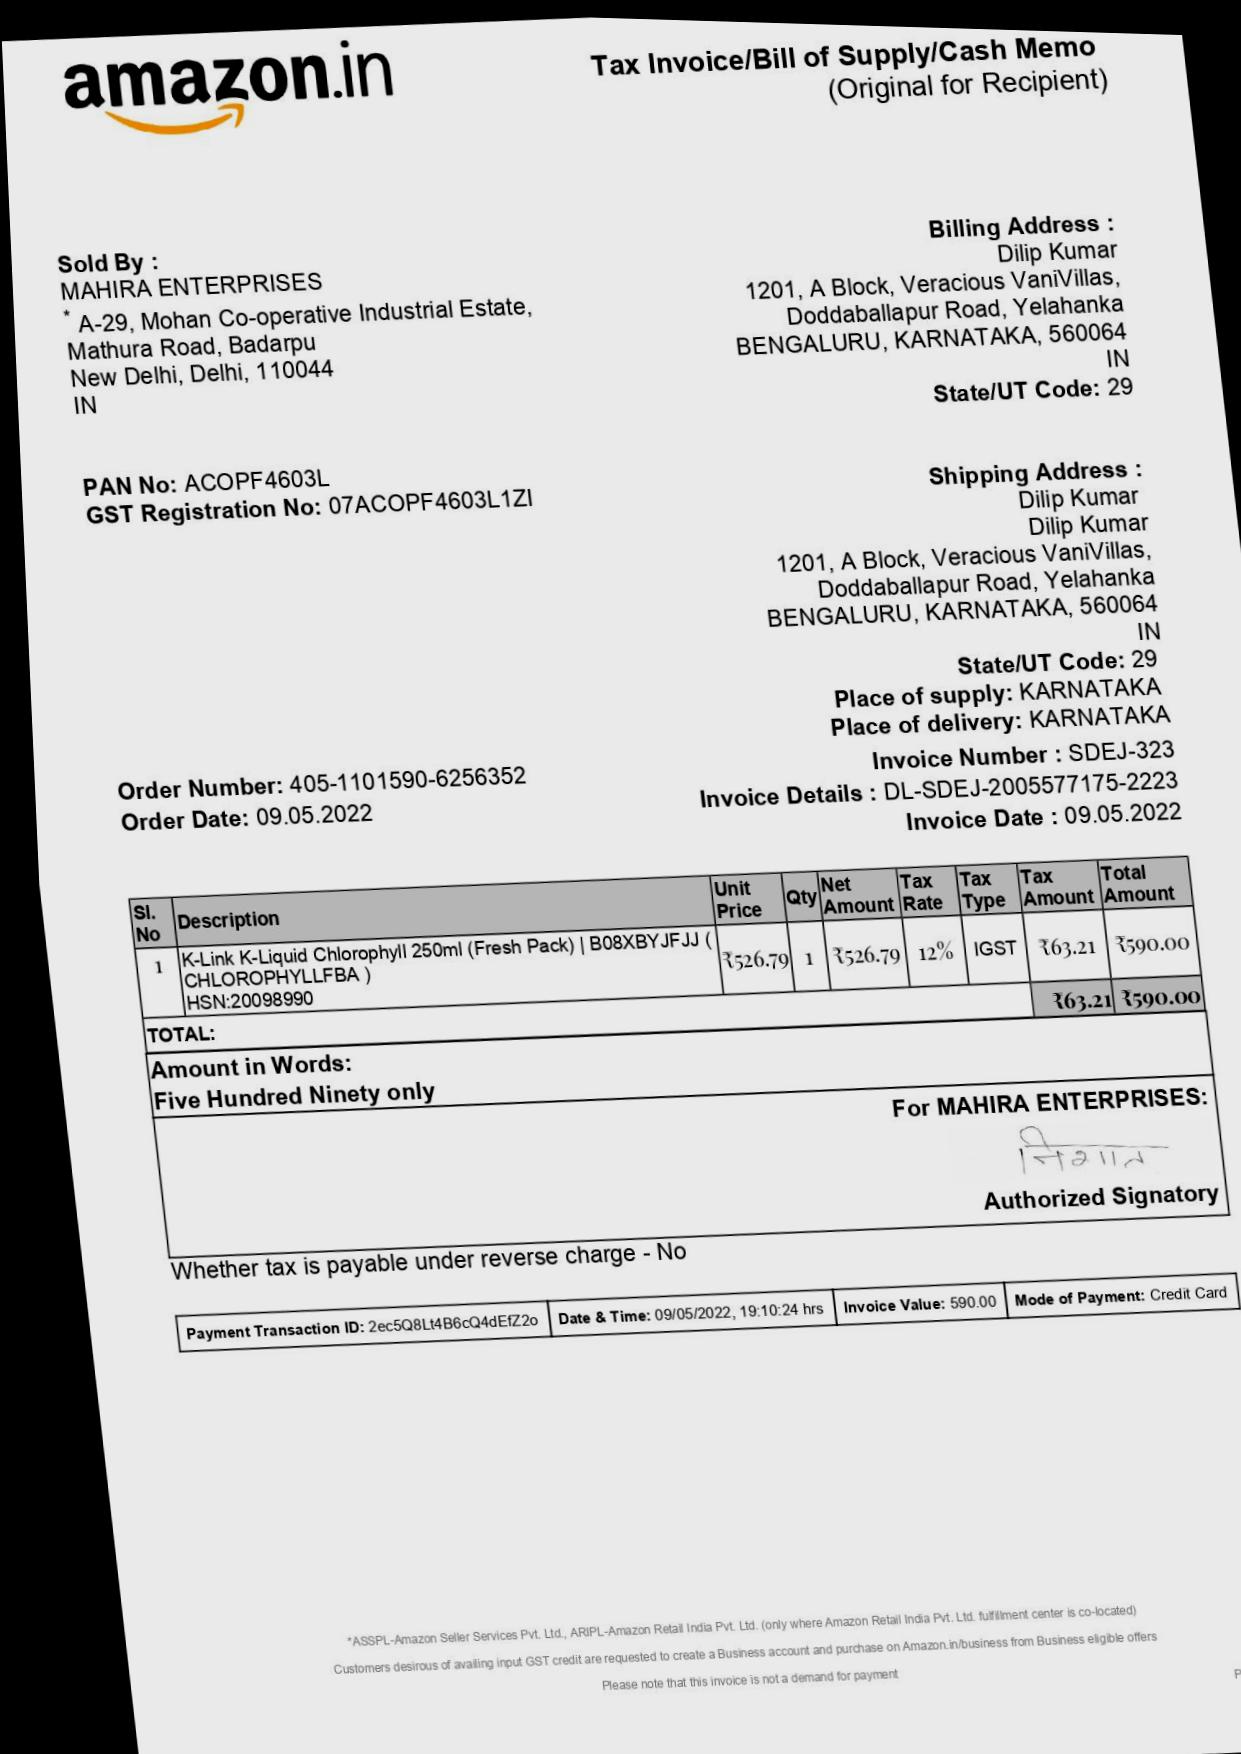 amazon.in
Tax Invoice/Bill of Supply/Cash Memo
(Original for Recipient)
Sold By :
MAHIRA ENTERPRISES
* A-29, Mohan Co-operative Industrial Estate,
Mathura Road, Badarpu
New Delhi, Delhi, 110044
IN
PAN No: ACOPF4603L
GST Registration No: 07ACOPF4603L1ZI
Billing Address :
Dilip Kumar
1201, A Block, Veracious VaniVillas,
Doddaballapur Road, Yelahanka
BENGALURU, KARNATAKA, 560064
IN
State/UT Code: 29
Shipping Address :
Dilip Kumar
Dilip Kumar
1201, A Block, Veracious VaniVillas,
Doddaballapur Road, Yelahanka
BENGALURU, KARNATAKA, 560064
IN
State/UT Code: 29
Place of supply: KARNATAKA
Place of delivery: KARNATAKA
Order Number: 405-1101590-6256352
Order Date: 09.05.2022
Invoice Number : SDEJ-323
Invoice Details : DL-SDEJ-2005577175-2223
Invoice Date : 09.05.2022
Sl. No Description Unit Price Qty Net Amount Tax Rate Tax Type Tax Amount Total Amount
1 K-Link K-Liquid Chlorophyll 250ml (Fresh Pack) | B08XBYJFJJ ( ₹526.79 1 ₹526.79 12% IGST ₹63.21 ₹590.00
CHLOROPHYLLFBA )
HSN:20098990
TOTAL: ₹63.21 ₹590.00
Amount in Words:
Five Hundred Ninety only
For MAHIRA ENTERPRISES:
निशान्त
Authorized Signatory
Whether tax is payable under reverse charge - No
Payment Transaction ID: 2ec5Q8Lt4B6cQ4dEfZ2o Date & Time: 09/05/2022, 19:10:24 hrs Invoice Value: 590.00 Mode of Payment: Credit Card
*ASSPL-Amazon Seller Services Pvt. Ltd., ARIPL-Amazon Retail India Pvt. Ltd. (only where Amazon Retail India Pvt. Ltd. fulfillment center is co-located)
Customers desirous of availing input GST credit are requested to create a Business account and purchase on Amazon.in/business from Business eligible offers
Please note that this invoice is not a demand for payment
P